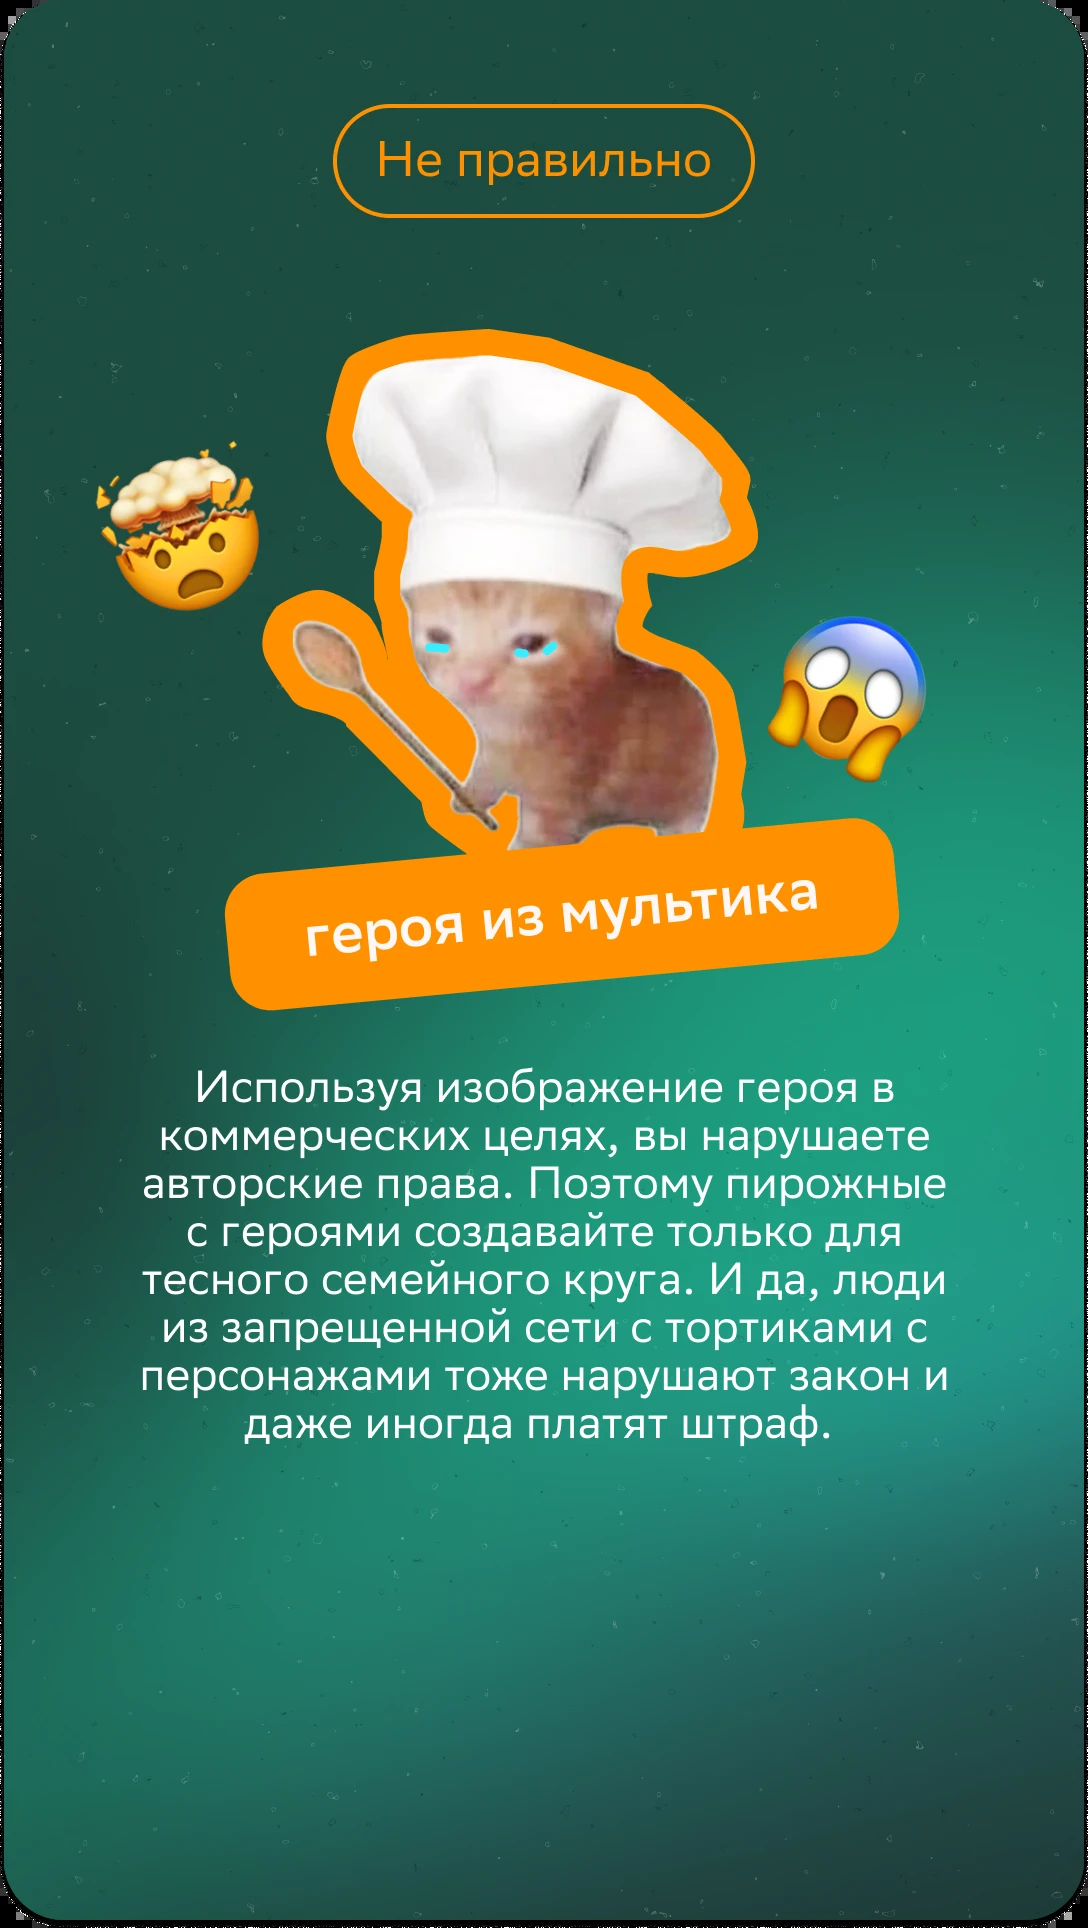 Не правильно
героя из мультика
Используя изображение героя в
коммерческих целях, вы нарушаете
авторские права. Поэтому пирожные
с героями создавайте только для
тесного семейного круга. И да, люди
из запрещенной сети с тортиками с
персонажами тоже нарушают закон и
даже иногда платят штраф.